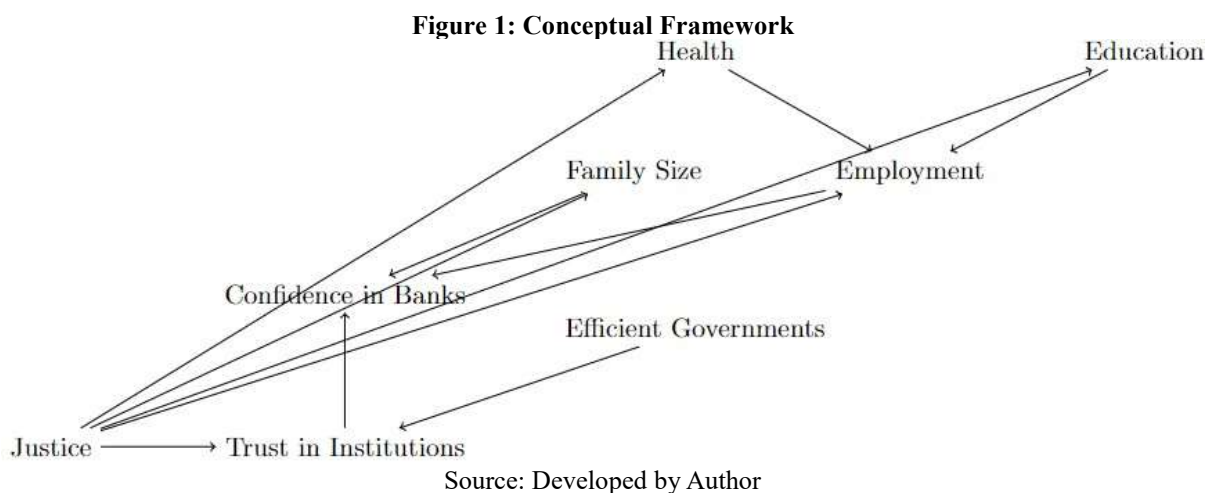 Figure 1: Conceptual Framework
Health
Education
Family Size
Employment
Confidence in Banks
Efficient Governments
Justice
Trust in Institutions
Source: Developed by Author